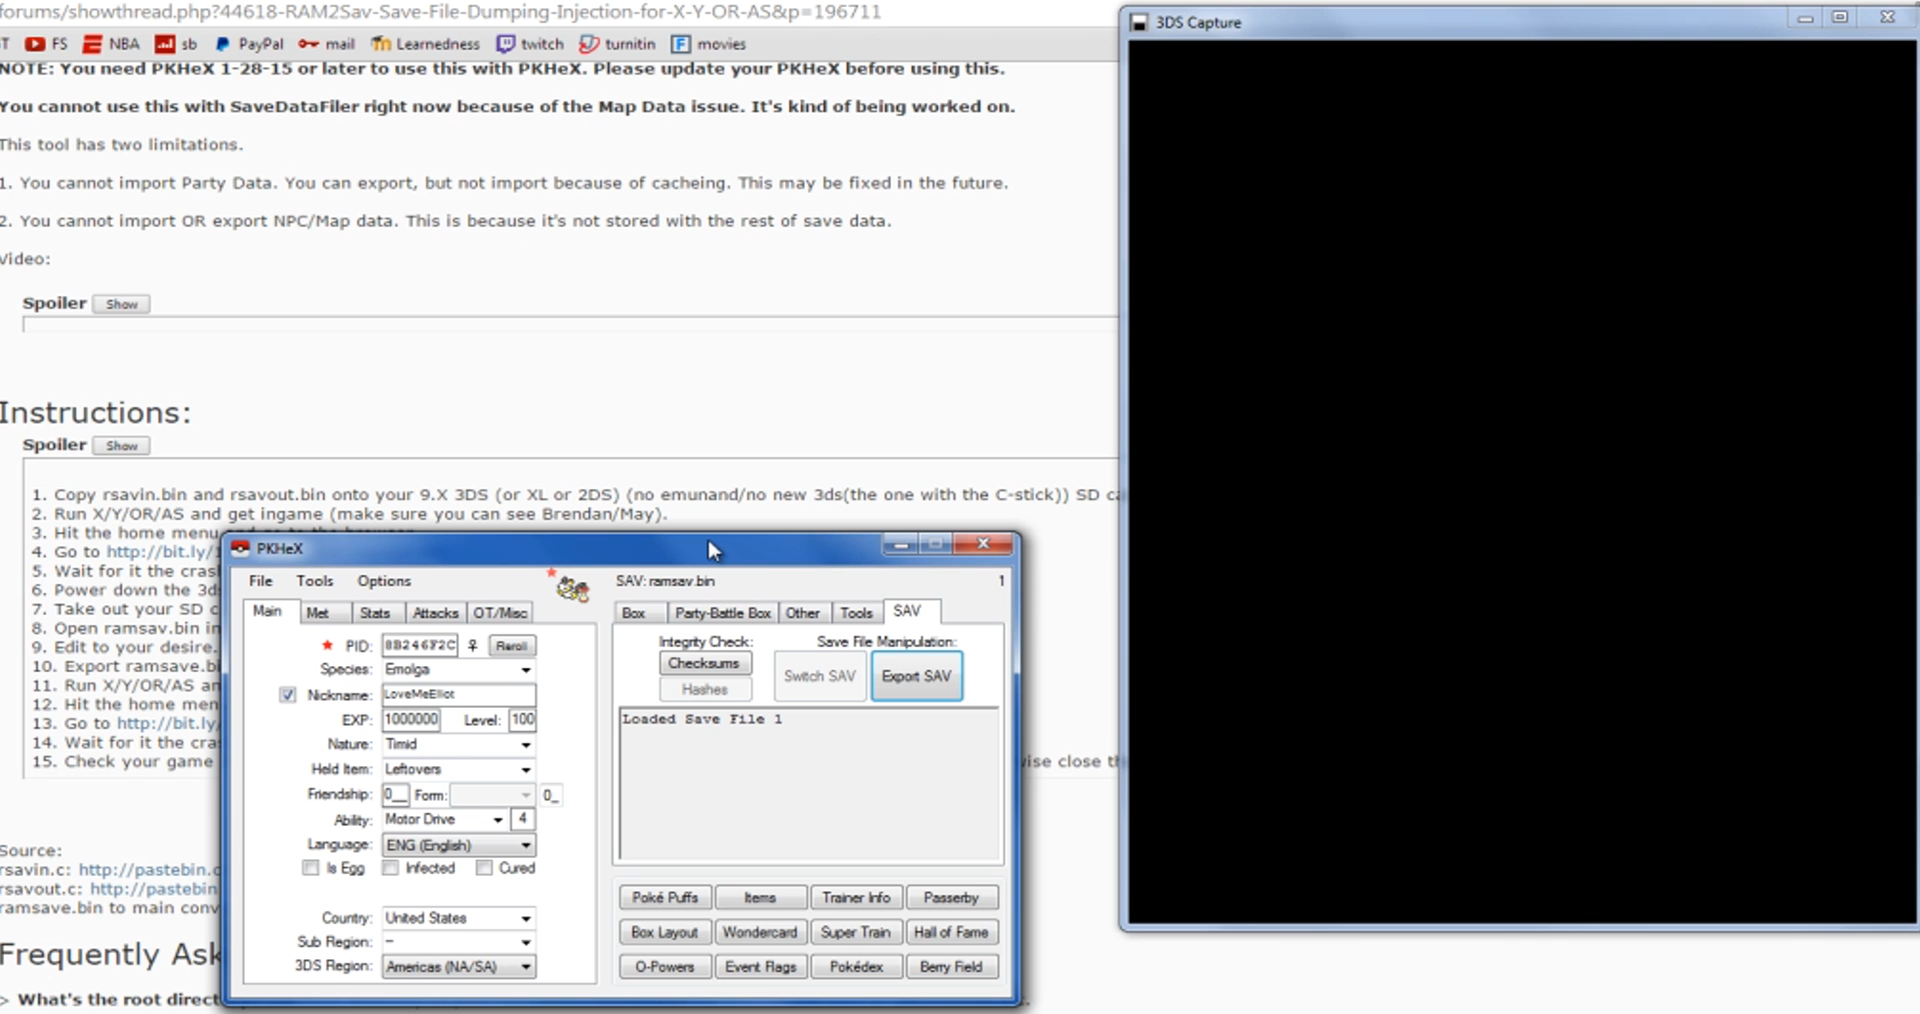 forums/showthread.php?44618-RAM2Sav-Save-File-Dumping-Injection-for-X-Y-OR-AS&p=196711
T FS NBA sb PayPal mail Learnedness twitch turnitin movies
NOTE: You need PKHeX 1-28-15 or later to use this with PKHeX. Please update your PKHeX before using this.
You cannot use this with SaveDataFiler right now because of the Map Data issue. It's kind of being worked on.
This tool has two limitations.
1. You cannot import Party Data. You can export, but not import because of cacheing. This may be fixed in the future.
2. You cannot import OR export NPC/Map data. This is because it's not stored with the rest of save data.
Video:
Spoiler Show
Instructions:
Spoiler Show
1. Copy rsavin.bin and rsavout.bin onto your 9.X 3DS (or XL or 2DS) (no emunand/no new 3ds(the one with the C-stick)) SD
2. Run X/Y/OR/AS and get ingame (make sure you can see Brendan/May).
3. Hit the home menu
4. Go to http://bit.ly/
5. Wait for it the cras
6. Power down the 3d
7. Take out your SD c
8. Open ramsav.bin in
9. Edit to your desire.
10. Export ramsave.bi
11. Run X/Y/OR/AS an
12. Hit the home men
13. Go to http://bit.ly/
14. Wait for it the cra
15. Check your game
wise close th
Source:
rsavin.c: http://pastebin.c
rsavout.c: http://pastebin
ramsave.bin to main conv
Frequently Ask
> What's the root direct
PKHeX
File Tools Options
Main Met Stats Attacks OT/Misc
PID: 8B246F2C Reroll
Species: Emolga
Nickname: LoveMeElliot
EXP: 1000000 Level: 100
Nature: Timid
Held Item: Leftovers
Friendship: 0__ Form: 0_
Ability: Motor Drive 4
Language: ENG (English)
Is Egg Infected Cured
Country: United States
Sub Region: –
3DS Region: Americas (NA/SA)
SAV: ramsav.bin 1
Box Party-Battle Box Other Tools SAV
Integrity Check: Save File Manipulation:
Checksums Switch SAV Export SAV
Hashes
Loaded Save File 1
Poké Puffs Items Trainer Info Passerby
Box Layout Wondercard Super Train Hall of Fame
O-Powers Event Flags Pokédex Berry Field
3DS Capture